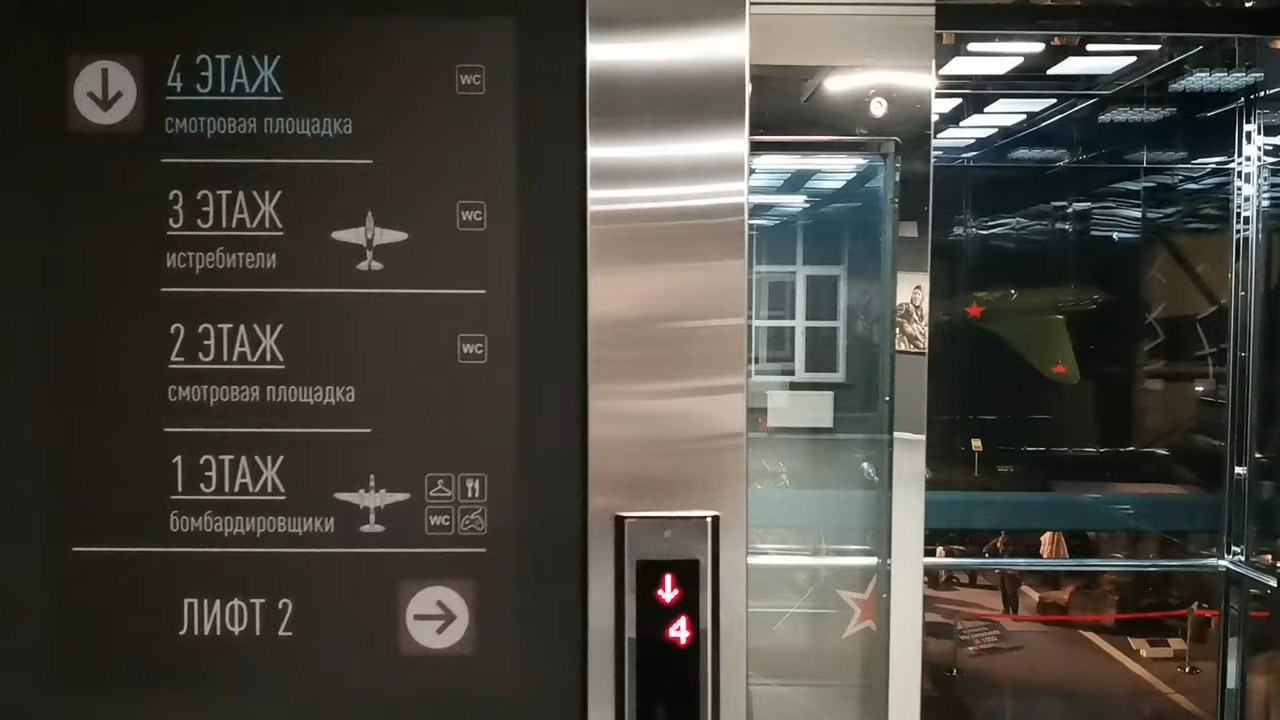 4 ЭТАЖ
WC
смотровая площадка
3 ЭТАЖ
WC
истребители
2 ЭТАЖ
WC
смотровая площадка
1 ЭТАЖ
бомбардировщики
WC
ЛИФТ 2
4